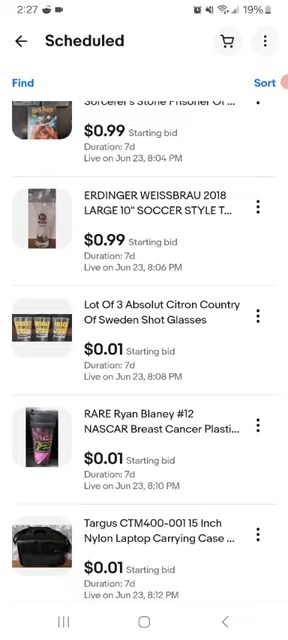 2:27
19%
Scheduled
Find
Sort
Sorcerer's Stone Prisoner Of ...
$0.99 Starting bid
Duration: 7d
Live on Jun 23, 8:04 PM
ERDINGER WEISSBRAU 2018
LARGE 10" SOCCER STYLE T...
$0.99 Starting bid
Duration: 7d
Live on Jun 23, 8:06 PM
Lot Of 3 Absolut Citron Country
Of Sweden Shot Glasses
$0.01 Starting bid
Duration: 7d
Live on Jun 23, 8:08 PM
RARE Ryan Blaney #12
NASCAR Breast Cancer Plasti...
$0.01 Starting bid
Duration: 7d
Live on Jun 23, 8:10 PM
Targus CTM400-001 15 Inch
Nylon Laptop Carrying Case ...
$0.01 Starting bid
Duration: 7d
Live on Jun 23, 8:12 PM